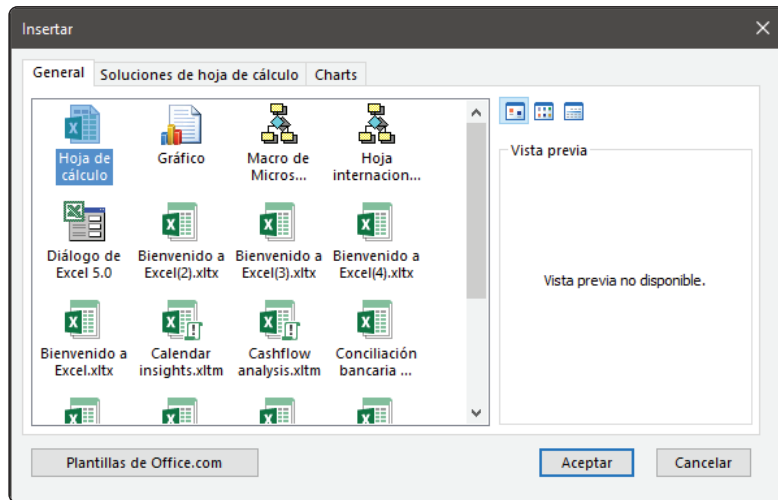 Insertar
General
Soluciones de hoja de cálculo
Charts
Hoja de
cálculo
Gráfico
Macro de
Micros...
Hoja
internacion...
Vista previa
Diálogo de
Excel 5.0
Bienvenido a
Excel(2).xltx
Bienvenido a
Excel(3).xltx
Bienvenido a
Excel(4).xltx
Vista previa no disponible.
Bienvenido a
Excel.xltx
Calendar
insights.xltm
Cashflow
analysis.xltm
Conciliación
bancaria ...
Plantillas de Office.com
Aceptar
Cancelar